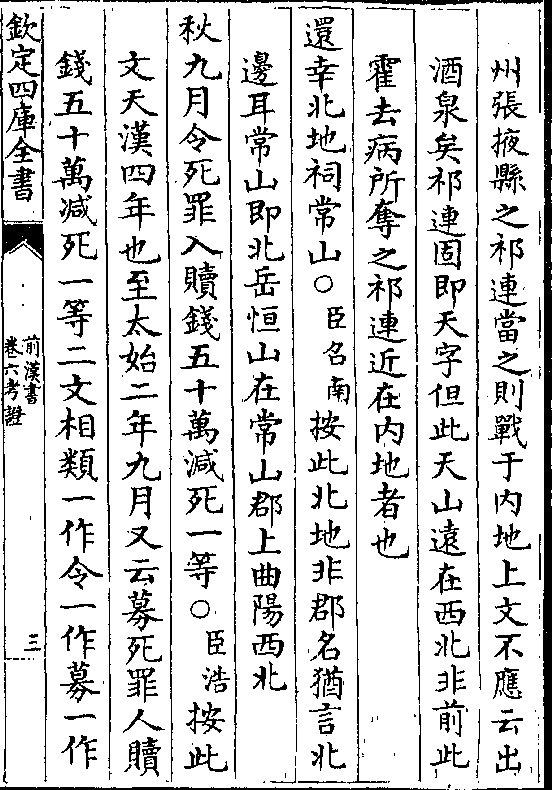 州張掖縣之祁連當之則戰于内地上文不應云出
酒泉矣祁連固即天字但此天山遠在西北非前此
霍去病所奪之祁連近在内地者也
還幸北地祠常山○臣召南按此北地非郡名猶言北
邊耳常山即北岳恒山在常山郡上曲陽西北
秋九月令死罪入贖錢五十萬減死一等○臣浩按此
文天漢四年也至太始二年九月又云募死罪人贖
錢五十萬減死一等二文相類一作令一作募一作
欽定四庫全書
前漢書
卷六考證
三